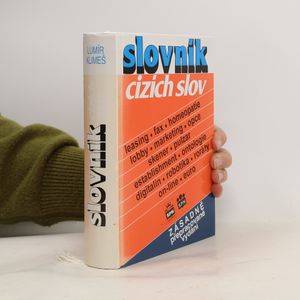 LUMÍR
KLIMEŠ
slovník
slovník
cizích slov
leasing • fax • homeopatie
lobby • marketing • opce
skener • pulzar
establishment • ontologie
digitalin • robotika • roráty
on-line • euro
ZÁSADNĚ
přepracované
vydání